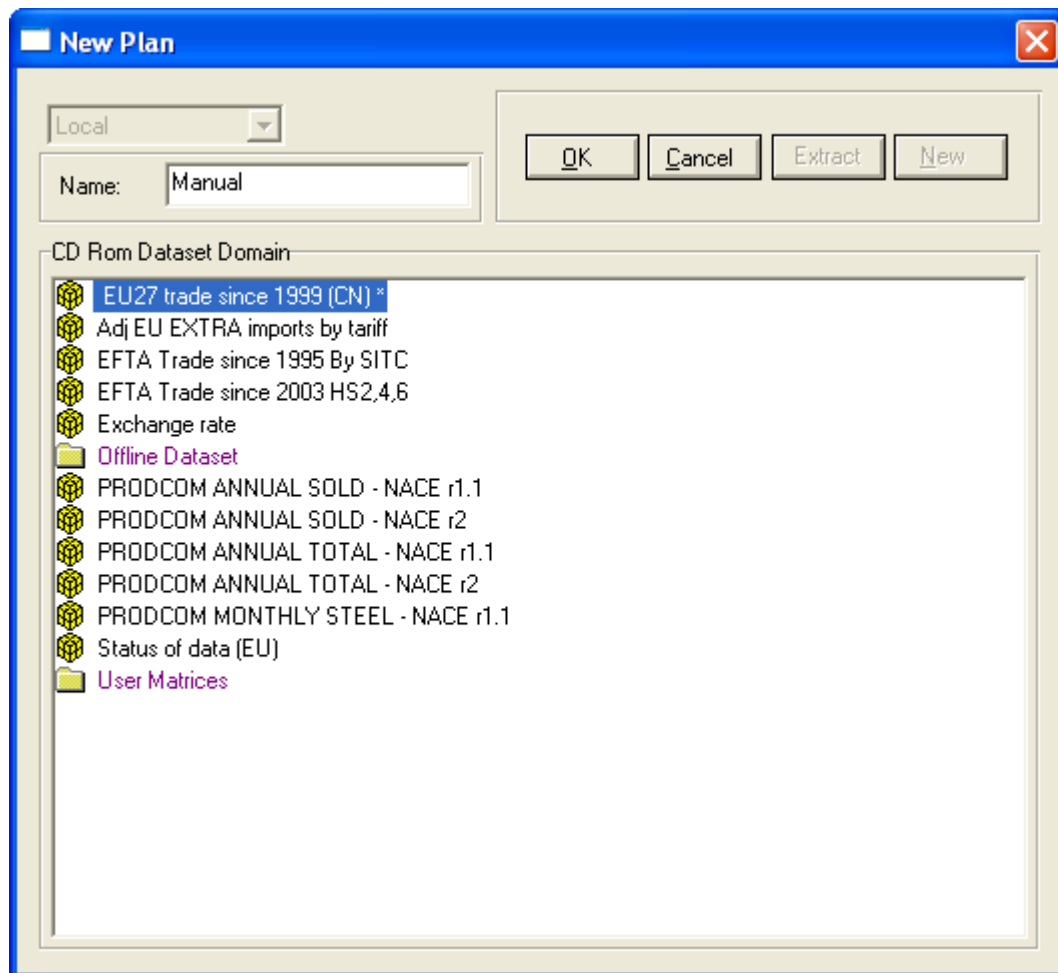 New Plan
Local
OK Cancel Extract New
Name: Manual
CD Rom Dataset Domain
EU27 trade since 1999 (CN) *
Adj EU EXTRA imports by tariff
EFTA Trade since 1995 By SITC
EFTA Trade since 2003 HS2,4,6
Exchange rate
Offline Dataset
PRODCOM ANNUAL SOLD - NACE r1.1
PRODCOM ANNUAL SOLD - NACE r2
PRODCOM ANNUAL TOTAL - NACE r1.1
PRODCOM ANNUAL TOTAL - NACE r2
PRODCOM MONTHLY STEEL - NACE r1.1
Status of data (EU)
User Matrices